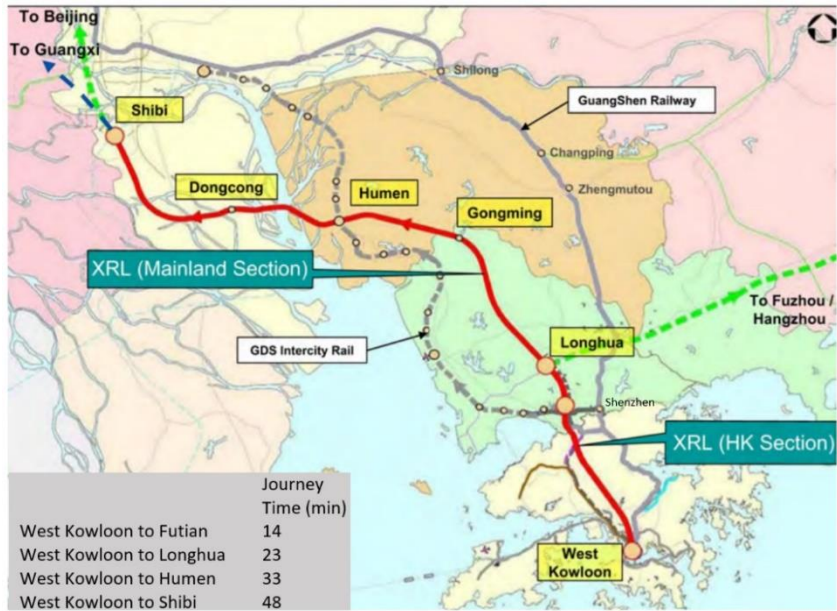 To Beijing
To Guangxi
Shibi
Shilong
GuangShen Railway
Changping
Zhengmutou
Dongcong
Humen
Gongming
XRL (Mainland Section)
To Fuzhou /
Hangzhou
Longhua
GDS Intercity Rail
Shenzhen
XRL (HK Section)
West
Kowloon
Journey
Time (min)
West Kowloon to Futian 14
West Kowloon to Longhua 23
West Kowloon to Humen 33
West Kowloon to Shibi 48